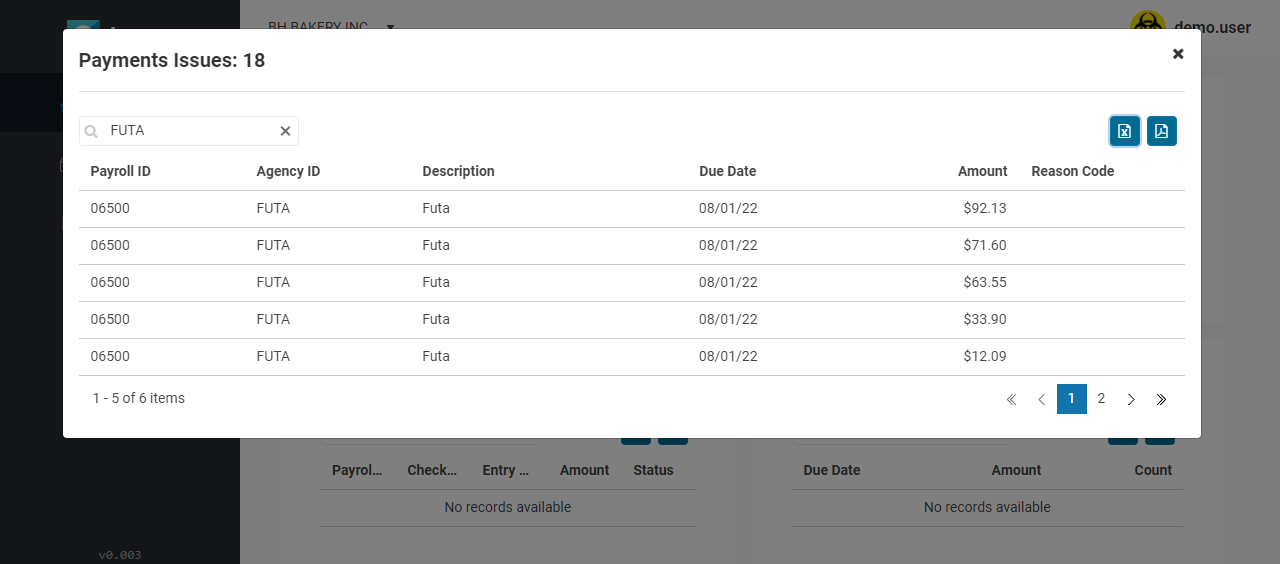 BH BAKERY INC
demo.user
Payments Issues: 18
FUTA
Payroll ID Agency ID Description Due Date Amount Reason Code
06500 FUTA Futa 08/01/22 $92.13
06500 FUTA Futa 08/01/22 $71.60
06500 FUTA Futa 08/01/22 $63.55
06500 FUTA Futa 08/01/22 $33.90
06500 FUTA Futa 08/01/22 $12.09
1 - 5 of 6 items 1 2
Payrol... Check... Entry ... Amount Status Due Date Amount Count
No records available No records available
v0.003